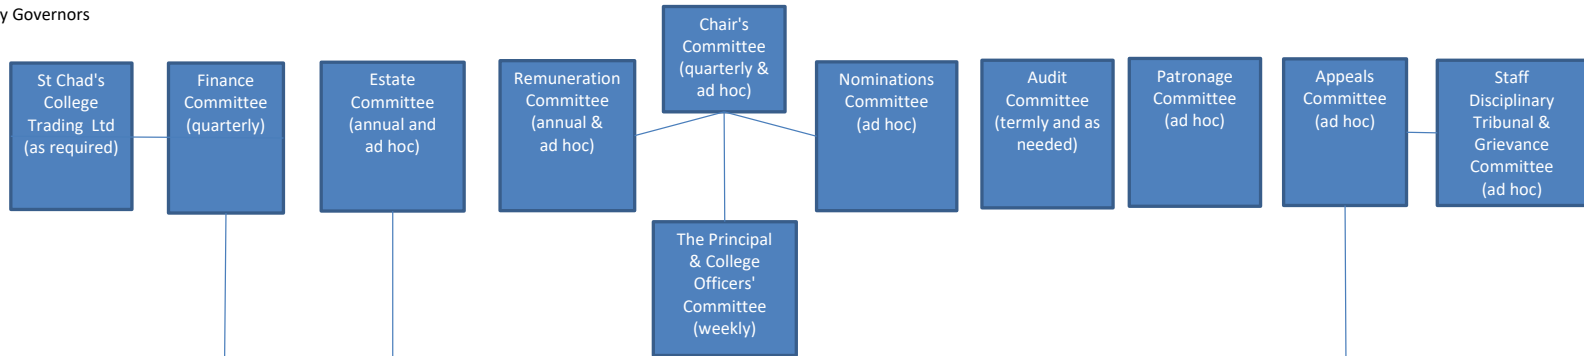 y Governors
St Chad's
College
Trading Ltd
(as required)
Finance
Committee
(quarterly)
Estate
Committee
(annual and
ad hoc)
Remuneration
Committee
(annual &
ad hoc)
Chair's
Committee
(quarterly &
ad hoc)
Nominations
Committee
(ad hoc)
Audit
Committee
(termly and as
needed)
Patronage
Committee
(ad hoc)
Appeals
Committee
(ad hoc)
Staff
Disciplinary
Tribunal &
Grievance
Committee
(ad hoc)
The Principal
& College
Officers'
Committee
(weekly)